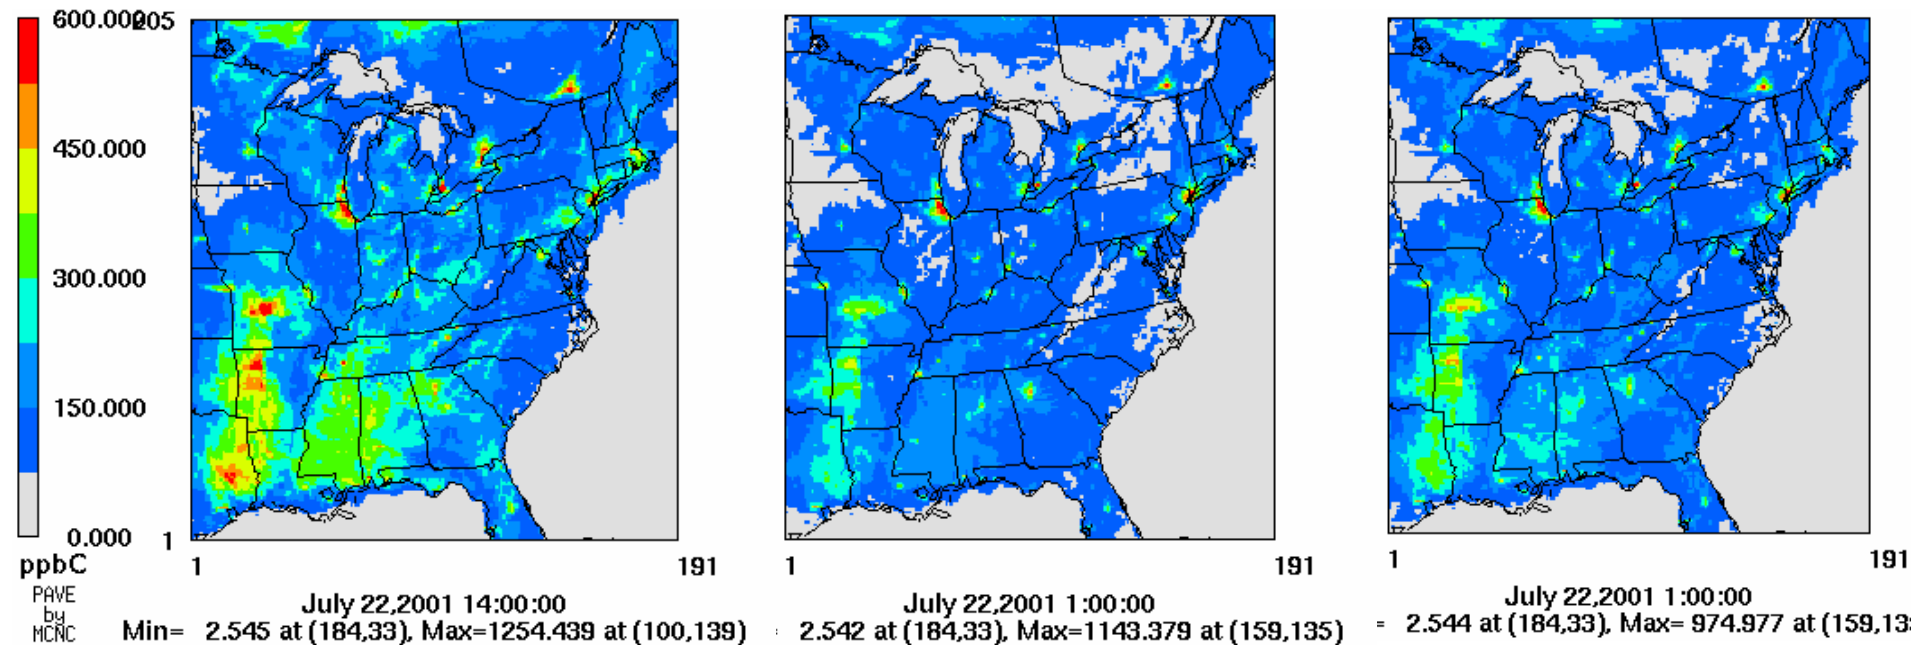 600.000
450.000
300.000
150.000
0.000
ppbC
PAVE
by
MCNC
205
1
1 191
July 22,2001 14:00:00
Min= 2.545 at (184,33), Max=1254.439 at (100,139)
1 191
July 22,2001 1:00:00
= 2.542 at (184,33), Max=1143.379 at (159,135)
1 191
July 22,2001 1:00:00
= 2.544 at (184,33), Max= 974.977 at (159,13